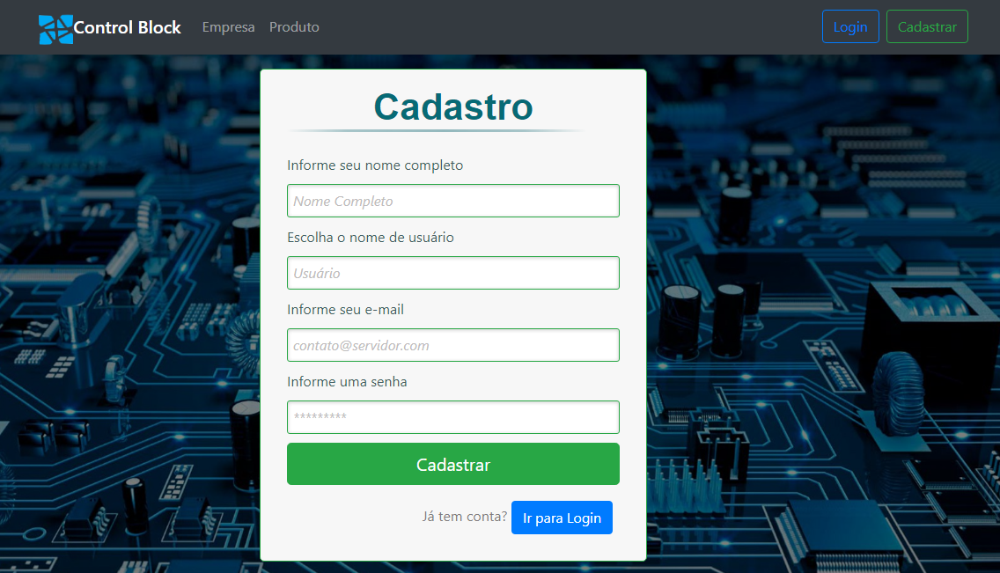 Control Block Empresa Produto Login Cadastrar
Cadastro
Informe seu nome completo
Nome Completo
Escolha o nome de usuário
Usuário
Informe seu e-mail
contato@servidor.com
Informe uma senha
*********
Cadastrar
Já tem conta? Ir para Login